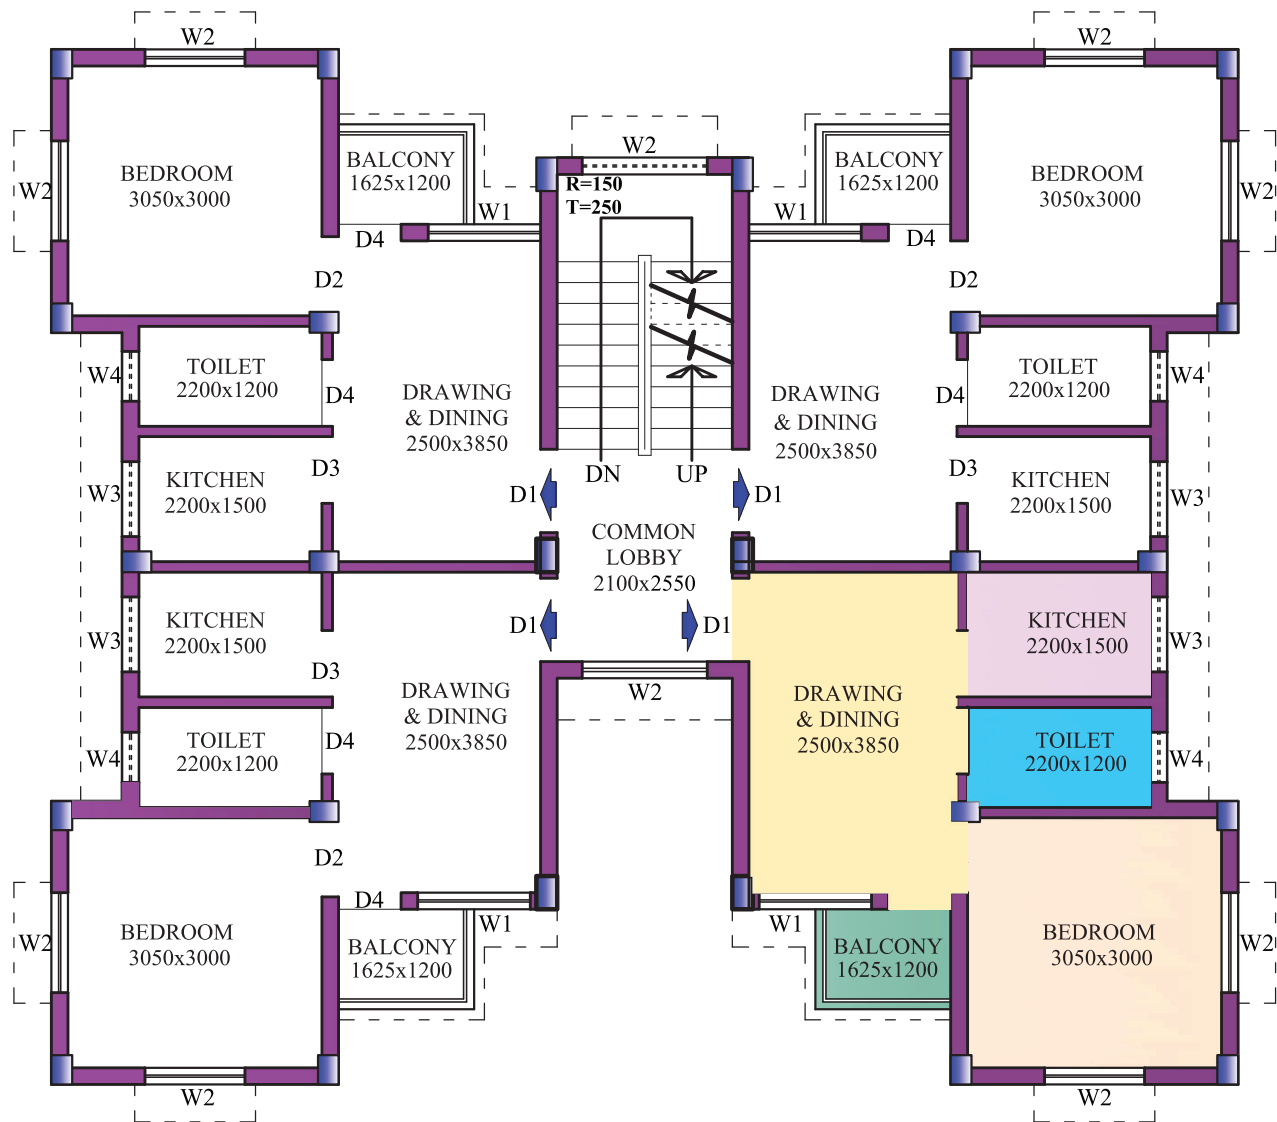 W2
W2
W2
BALCONY
1625x1200
BALCONY
1625x1200
BEDROOM
3050x3000
BEDROOM
3050x3000
R=150
T=250
W2
W2
W1
W1
D4
D4
D2
D2
TOILET
2200x1200
TOILET
2200x1200
W4
W4
D4
D4
DRAWING
& DINING
2500x3850
DRAWING
& DINING
2500x3850
D3
DN
UP
D3
KITCHEN
2200x1500
KITCHEN
2200x1500
W3
D1
D1
W3
COMMON
LOBBY
2100x2550
KITCHEN
2200x1500
KITCHEN
2200x1500
W3
D1
D1
W3
D3
DRAWING
& DINING
2500x3850
W2
DRAWING
& DINING
2500x3850
TOILET
2200x1200
TOILET
2200x1200
W4
D4
W4
D2
D4
W1
W1
BEDROOM
3050x3000
BEDROOM
3050x3000
W2
W2
BALCONY
1625x1200
BALCONY
1625x1200
W2
W2